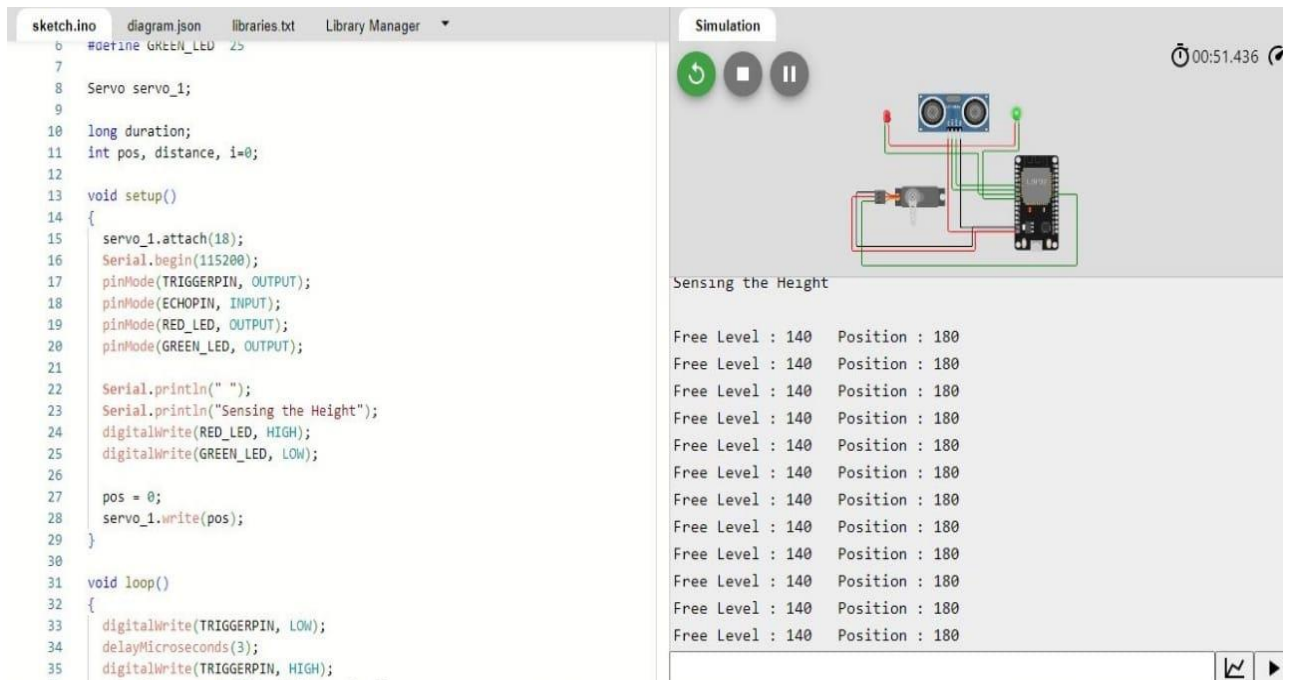 sketch.ino diagram.json libraries.txt Library Manager
6 #define GREEN_LED 25
7
8 Servo servo_1;
9
10 long duration;
11 int pos, distance, i=0;
12
13 void setup()
14 {
15 servo_1.attach(18);
16 Serial.begin(115200);
17 pinMode(TRIGGERPIN, OUTPUT);
18 pinMode(ECHOPIN, INPUT);
19 pinMode(RED_LED, OUTPUT);
20 pinMode(GREEN_LED, OUTPUT);
21
22 Serial.println(" ");
23 Serial.println("Sensing the Height");
24 digitalWrite(RED_LED, HIGH);
25 digitalWrite(GREEN_LED, LOW);
26
27 pos = 0;
28 servo_1.write(pos);
29 }
30
31 void loop()
32 {
33 digitalWrite(TRIGGERPIN, LOW);
34 delayMicroseconds(3);
35 digitalWrite(TRIGGERPIN, HIGH);
Simulation
00:51.436
Sensing the Height
Free Level : 140 Position : 180
Free Level : 140 Position : 180
Free Level : 140 Position : 180
Free Level : 140 Position : 180
Free Level : 140 Position : 180
Free Level : 140 Position : 180
Free Level : 140 Position : 180
Free Level : 140 Position : 180
Free Level : 140 Position : 180
Free Level : 140 Position : 180
Free Level : 140 Position : 180
Free Level : 140 Position : 180